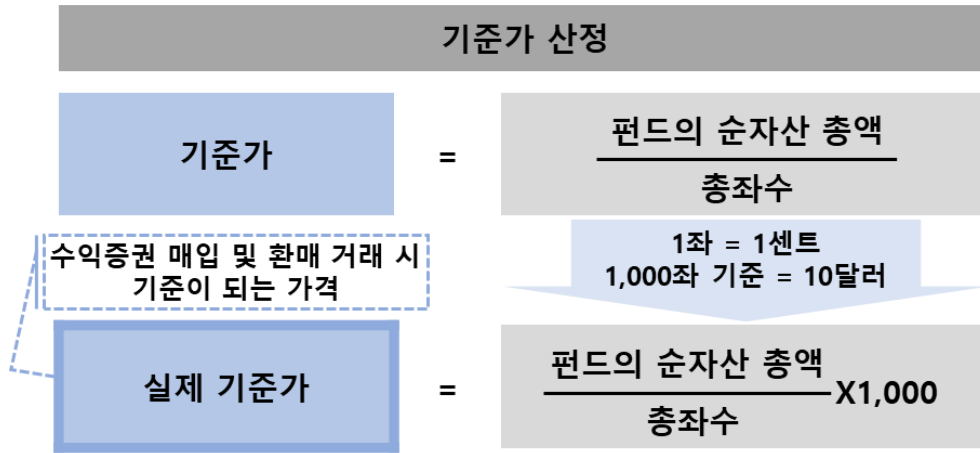 기준가 산정
기준가
=
펀드의 순자산 총액
총좌수
수익증권 매입 및 환매 거래 시
기준이 되는 가격
1좌 = 1센트
1,000좌 기준 = 10달러
실제 기준가
=
펀드의 순자산 총액
총좌수
X1,000